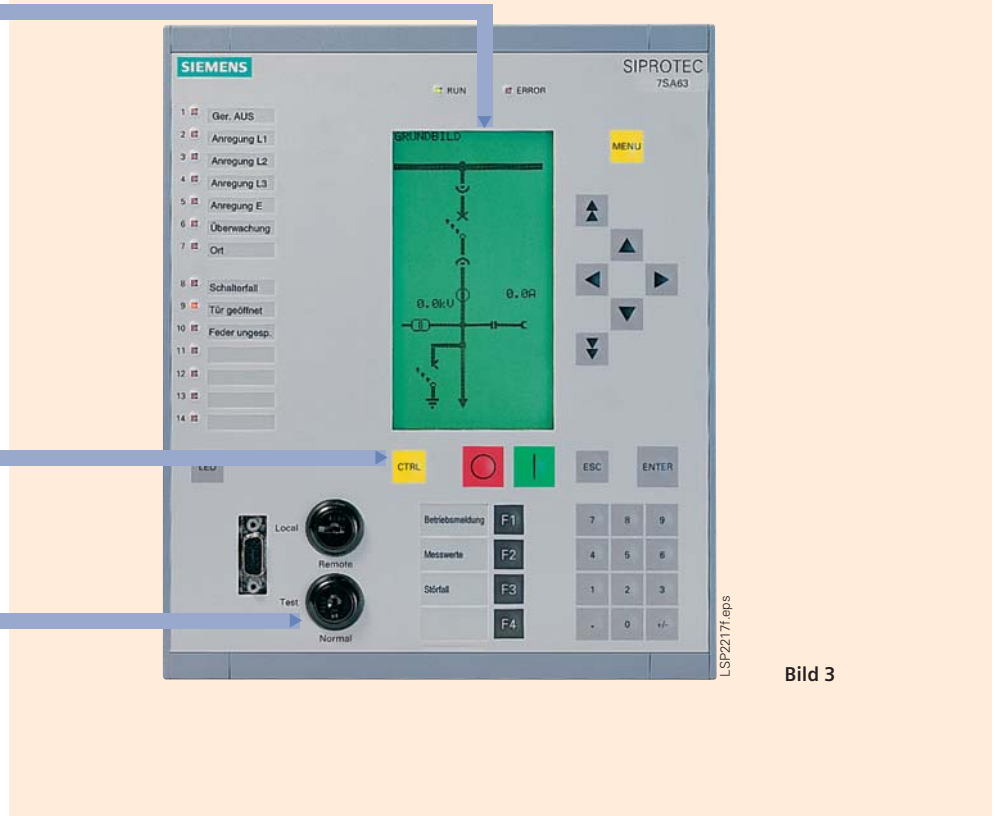 SIEMENS
SIPROTEC
7SA63
RUN
ERROR
1 Ger. AUS
2 Anregung L1
3 Anregung L2
4 Anregung L3
5 Anregung E
6 Überwachung
7 Ort
8 Schalterfall
9 Tür geöffnet
10 Feder ungesp.
11
12
13
14
GRUNDBILD
0.0kV
0.0A
MENU
LED
CTRL
ESC
ENTER
Local
Remote
Test
Normal
Betriebsmeldung F1
Messwerte F2
Störfall F3
F4
7 8 9
4 5 6
1 2 3
. 0 +/-
LSP2217f.eps
Bild 3